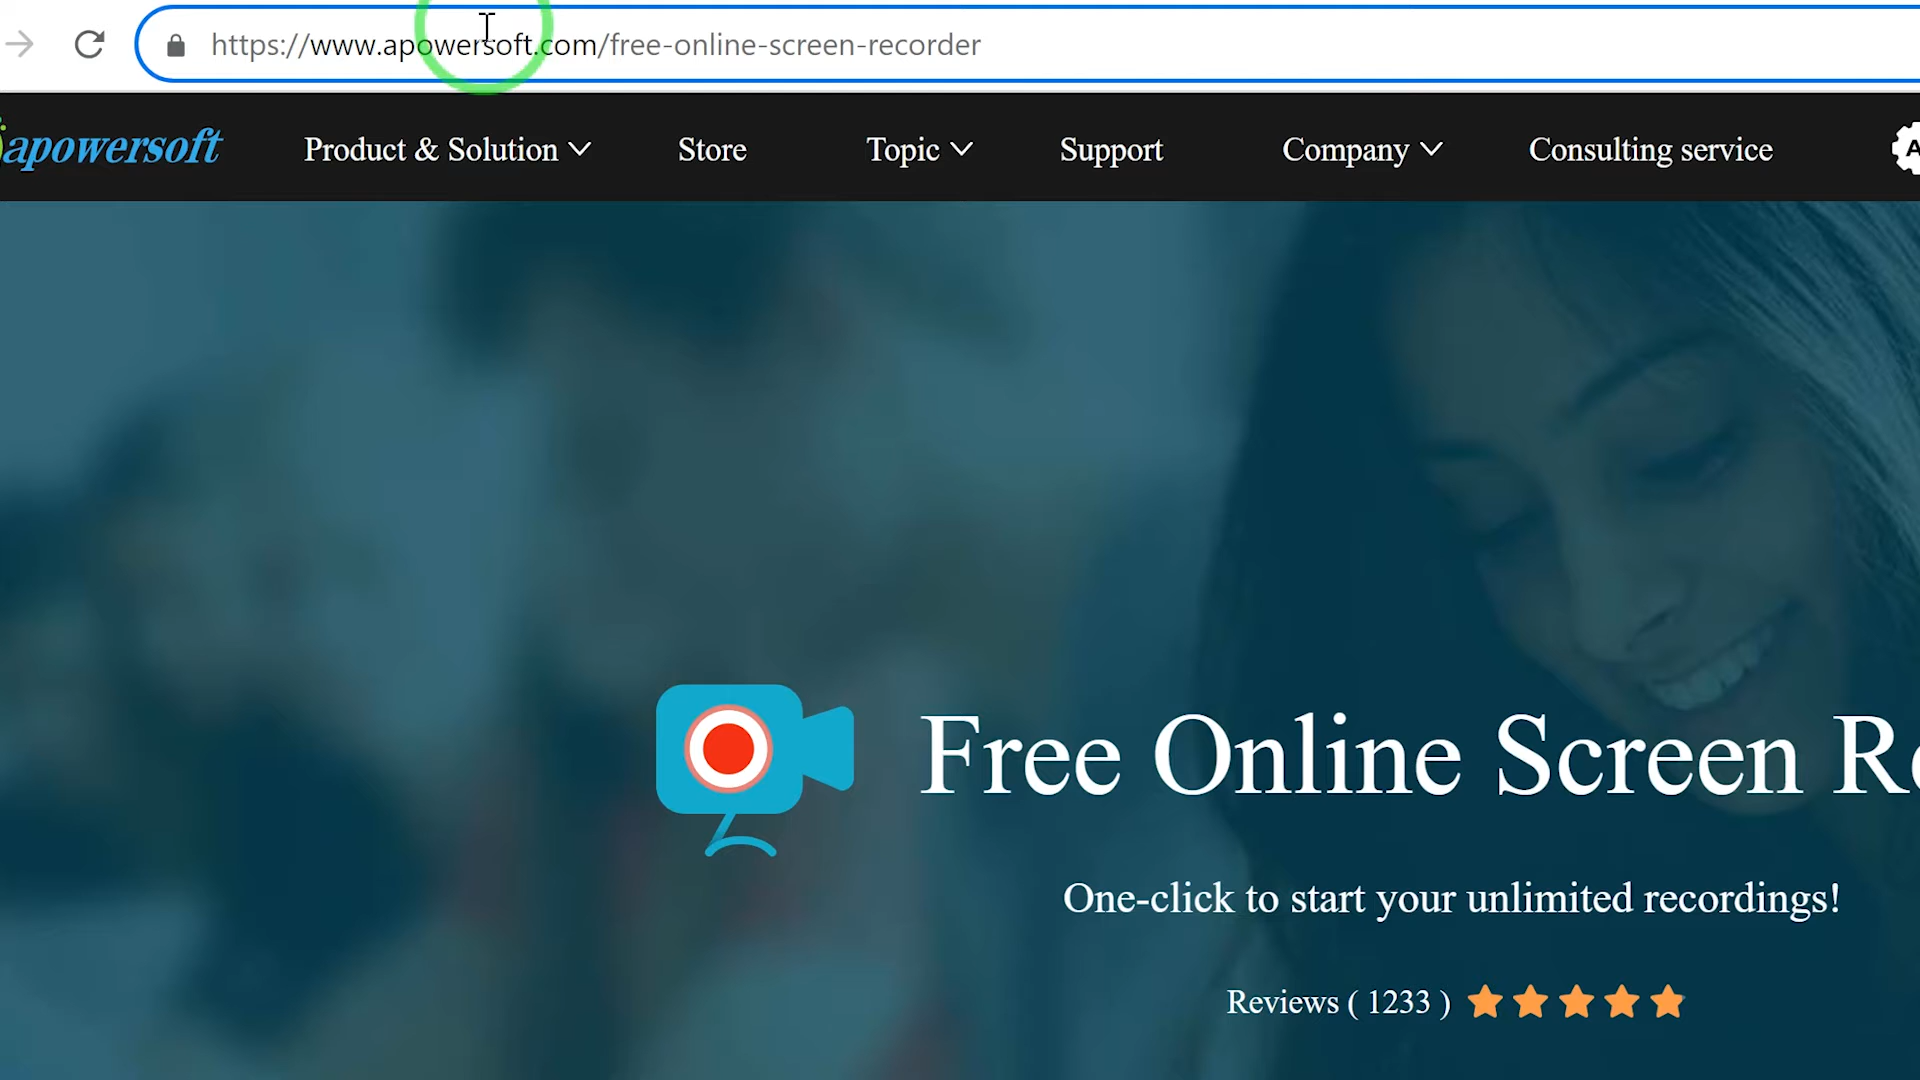 https://www.apowersoft.com/free-online-screen-recorder
apowersoft Product & Solution Store Topic Support Company Consulting service
Free Online Screen
One-click to start your unlimited recordings!
Reviews ( 1233 )